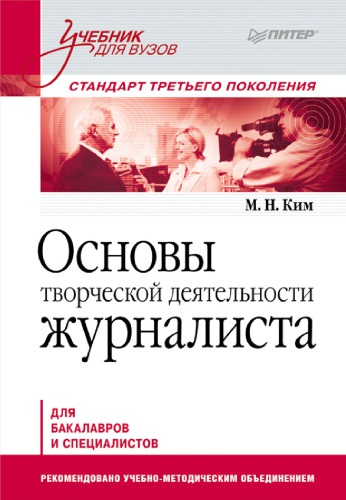 Учебник
для вузов
ПИТЕР®
СТАНДАРТ ТРЕТЬЕГО ПОКОЛЕНИЯ
М. Н. Ким
Основы
творческой деятельности
журналиста
ДЛЯ
БАКАЛАВРОВ
И СПЕЦИАЛИСТОВ
РЕКОМЕНДОВАНО УЧЕБНО-МЕТОДИЧЕСКИМ ОБЪЕДИНЕНИЕМ